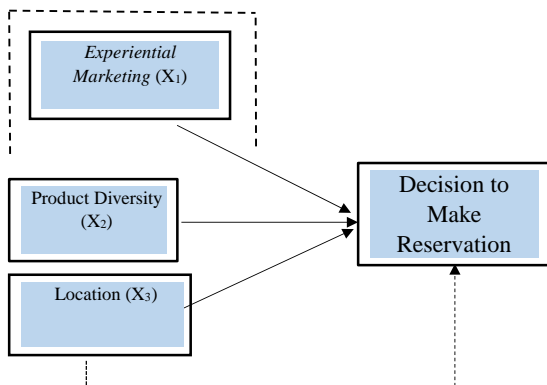 Experiential
Marketing (X₁)
Product Diversity
(X₂)
Location (X₃)
Decision to
Make
Reservation